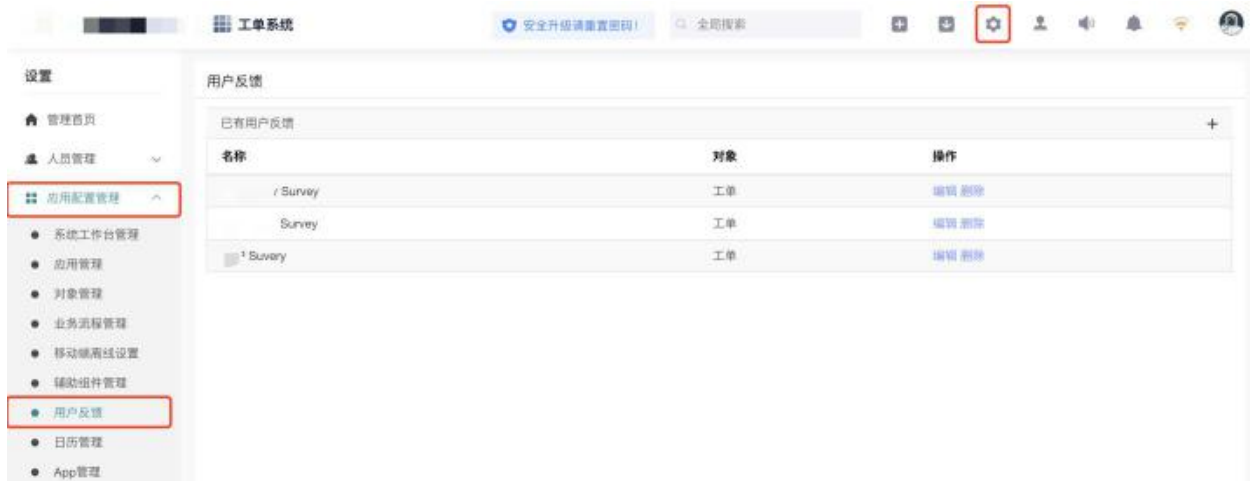 工单系统
安全升级请重置密码！
全局搜索
设置
管理首页
人员管理
应用配置管理
系统工作台管理
应用管理
对象管理
业务流程管理
移动端离线设置
辅助组件管理
用户反馈
日历管理
App管理
用户反馈
已有用户反馈 +
名称 对象 操作
Survey 工单 编辑 删除
Survey 工单 编辑 删除
Suvery 工单 编辑 删除